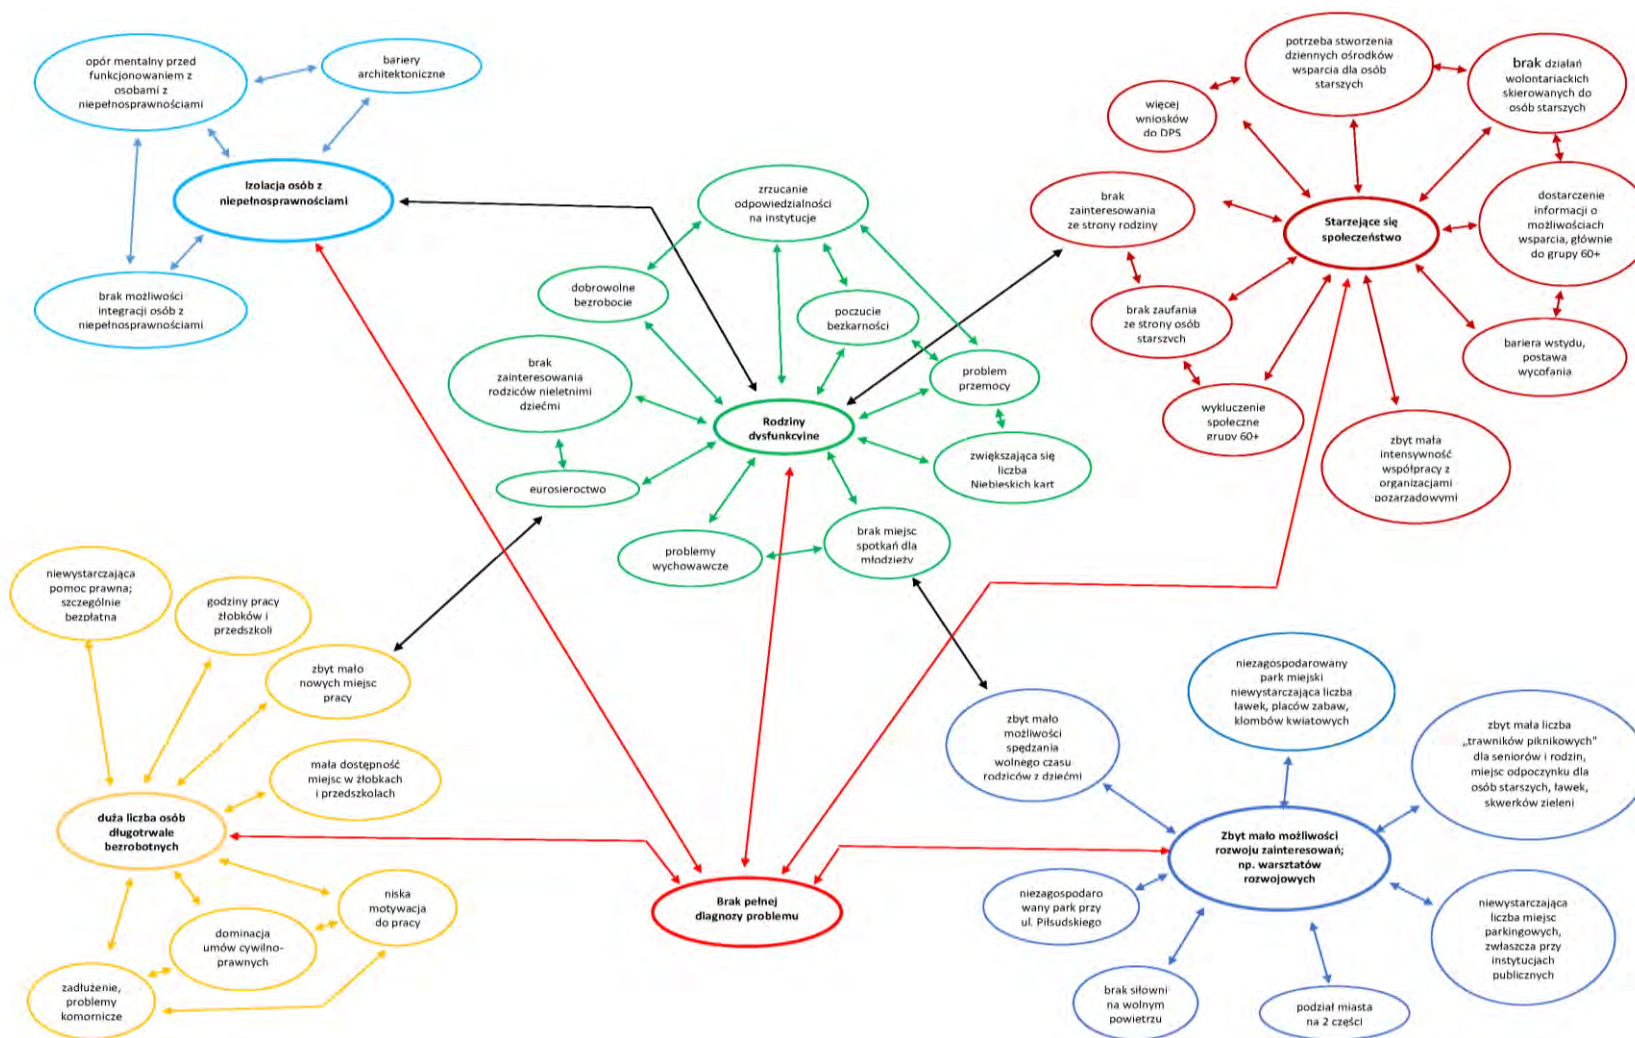 opór mentalny przed
funkcjonowaniem z
osobami z
niepełnosprawnościami
bariery
architektoniczne
Izolacja osób z
niepełnosprawnościami
brak możliwości
integracji osób z
niepełnosprawnościami
zrzucanie
odpowiedzialności
na instytucje
dobrowolne
bezrobocie
poczucie
bezkarności
brak
zainteresowania
rodziców nieletnimi
dziećmi
problem
przemocy
Rodziny
dysfunkcyjne
zwiększająca się
liczba
Niebieskich kart
eurosieroctwo
problemy
wychowawcze
brak miejsc
spotkań dla
młodzieży
potrzeba stworzenia
dziennych ośrodków
wsparcia dla osób
starszych
brak działań
wolontariackich
skierowanych do
osób starszych
więcej
wniosków
do DPS
brak
zainteresowania
ze strony rodziny
Starzejące się
społeczeństwo
dostarczenie
informacji o
możliwościach
wsparcia, głównie
do grupy 60+
brak zaufania
ze strony osób
starszych
bariera wstydu,
postawa
wycofania
wykluczenie
społeczne
grupy 60+
zbyt mała
intensywność
współpracy z
organizacjami
pozarządowymi
niewystarczająca
pomoc prawna;
szczególnie
bezpłatna
godziny pracy
żłobków i
przedszkoli
zbyt mało
nowych miejsc
pracy
mała dostępność
miejsc w żłobkach
i przedszkolach
duża liczba osób
długotrwale
bezrobotnych
niska
motywacja
do pracy
dominacja
umów cywilno-
prawnych
zadłużenie,
problemy
komornicze
Brak pełnej
diagnozy problemu
niezagospodarowany
park miejski
niewystarczająca liczba
ławek, placów zabaw,
klombów kwiatowych
zbyt mało
możliwości
spędzania
wolnego czasu
rodziców z dziećmi
zbyt mała liczba
„trawników piknikowych"
dla seniorów i rodzin,
miejsc odpoczynku dla
osób starszych, ławek,
skwerków zieleni
Zbyt mało możliwości
rozwoju zainteresowań;
np. warsztatów
rozwojowych
niezagospodaro
wany park przy
ul. Piłsudskiego
niewystarczająca
liczba miejsc
parkingowych,
zwłaszcza przy
instytucjach
publicznych
brak siłowni
na wolnym
powietrzu
podział miasta
na 2 części